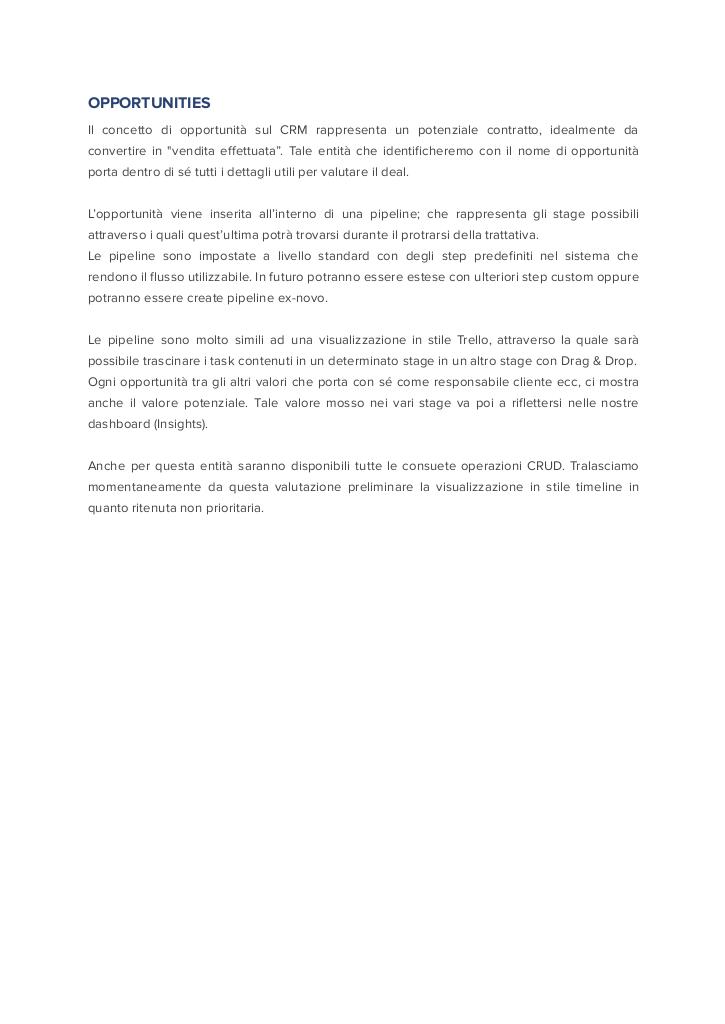 OPPORTUNITIES
Il concetto di opportunità sul CRM rappresenta un potenziale contratto, idealmente da
convertire in "vendita effettuata”. Tale entità che identificheremo con il nome di opportunità
porta dentro di sé tutti i dettagli utili per valutare il deal.
L’opportunità viene inserita all’interno di una pipeline; che rappresenta gli stage possibili
attraverso i quali quest’ultima potrà trovarsi durante il protrarsi della trattativa.
Le pipeline sono impostate a livello standard con degli step predefiniti nel sistema che
rendono il flusso utilizzabile. In futuro potranno essere estese con ulteriori step custom oppure
potranno essere create pipeline ex-novo.
Le pipeline sono molto simili ad una visualizzazione in stile Trello, attraverso la quale sarà
possibile trascinare i task contenuti in un determinato stage in un altro stage con Drag & Drop.
Ogni opportunità tra gli altri valori che porta con sé come responsabile cliente ecc, ci mostra
anche il valore potenziale. Tale valore mosso nei vari stage va poi a riflettersi nelle nostre
dashboard (Insights).
Anche per questa entità saranno disponibili tutte le consuete operazioni CRUD. Tralasciamo
momentaneamente da questa valutazione preliminare la visualizzazione in stile timeline in
quanto ritenuta non prioritaria.